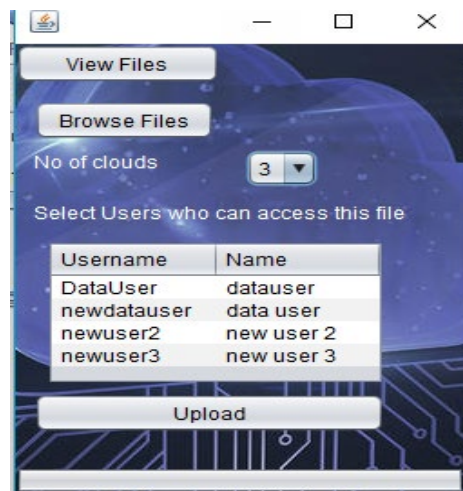 View Files
Browse Files
No of clouds 3
Select Users who can access this file
Username Name
DataUser datauser
newdatauser data user
newuser2 new user 2
newuser3 new user 3
Upload